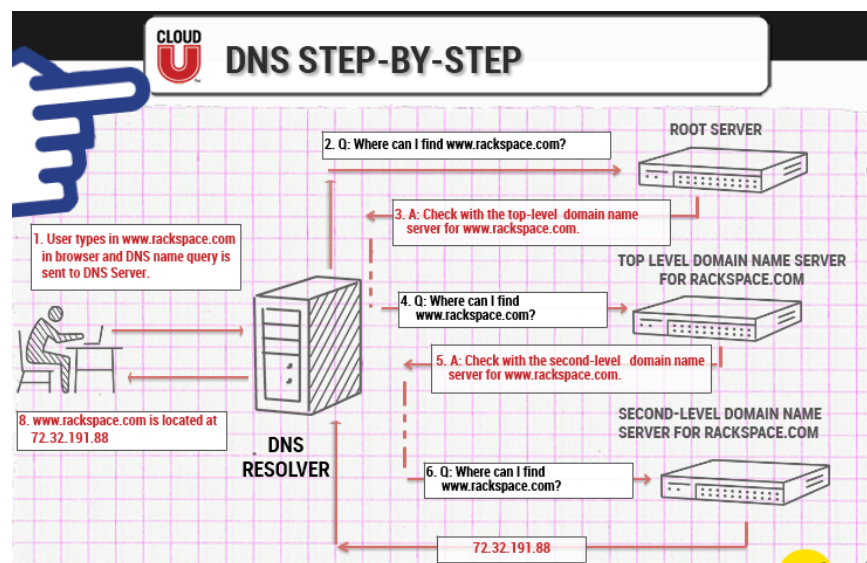 CLOUD
U
DNS STEP-BY-STEP
ROOT SERVER
2. Q: Where can I find www.rackspace.com?
3. A: Check with the top-level domain name
server for www.rackspace.com.
1. User types in www.rackspace.com
in browser and DNS name query is
sent to DNS Server.
TOP LEVEL DOMAIN NAME SERVER
FOR RACKSPACE.COM
4. Q: Where can I find
www.rackspace.com?
5. A: Check with the second-level domain name
server for www.rackspace.com.
8. www.rackspace.com is located at
72.32.191.88
DNS
RESOLVER
SECOND-LEVEL DOMAIN NAME
SERVER FOR RACKSPACE.COM
6. Q: Where can I find
www.rackspace.com?
72.32.191.88